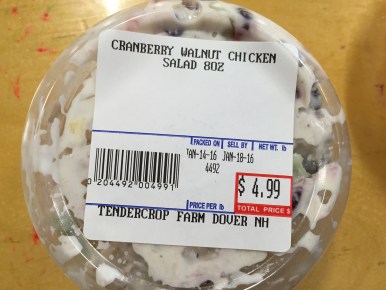 CRANBERRY WALNUT CHICKEN
SALAD 8OZ
PACKED ON SELL BY NET WT. lb
JAN-14-16 JAN-18-16
4492
$ 4.99
0 204492 004991
PRICE PER lb TOTAL PRICE $
TENDERCROP FARM DOVER NH